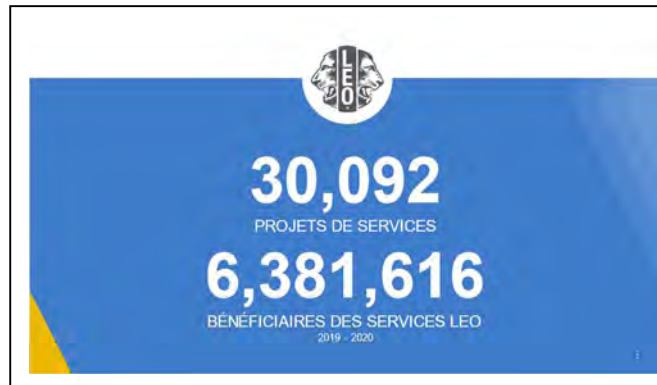 LEO
30,092
PROJETS DE SERVICES
6,381,616
BÉNÉFICIAIRES DES SERVICES LEO
2019 - 2020